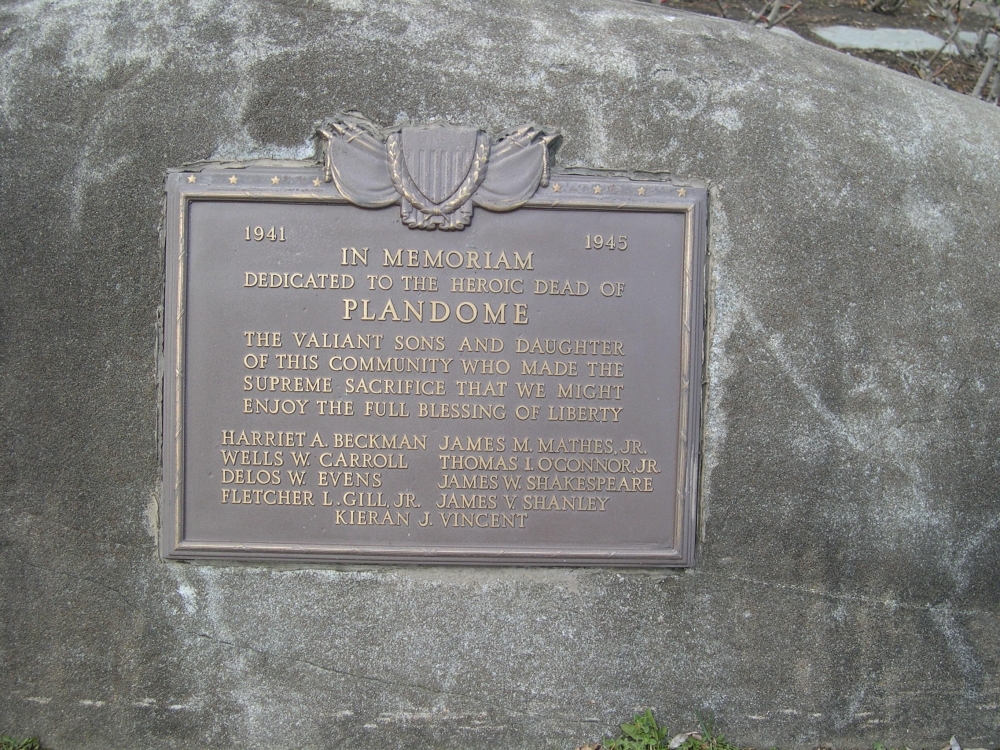 1941 1945
IN MEMORIAM
DEDICATED TO THE HEROIC DEAD OF
PLANDOME
THE VALIANT SONS AND DAUGHTER
OF THIS COMMUNITY WHO MADE THE
SUPREME SACRIFICE THAT WE MIGHT
ENJOY THE FULL BLESSING OF LIBERTY
HARRIET A. BECKMAN JAMES M. MATHES, JR.
WELLS W. CARROLL THOMAS I. O'CONNOR, JR.
DELOS W. EVENS JAMES W. SHAKESPEARE
FLETCHER L. GILL, JR. JAMES V. SHANLEY
KIERAN J. VINCENT